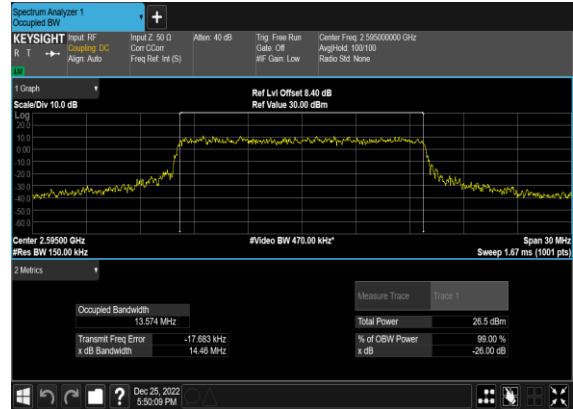 Spectrum Analyzer 1
Occupied BW
+
KEYSIGHT Input: RF Input Z: 50 Ω Atten: 40 dB Trig: Free Run Center Freq: 2.595000000 GHz
R T Coupling: DC Corr CCorr Gate: Off Avg|Hold: 100/100
Align: Auto Freq Ref: Int (S) #IF Gain: Low Radio Std: None
1 Graph
Ref Lvl Offset 8.40 dB
Scale/Div 10.0 dB Ref Value 30.00 dBm
Log
20.0
10.0
0.00
-10.0
-20.0
-30.0
-40.0
-50.0
-60.0
Center 2.59500 GHz #Video BW 470.00 kHz* Span 30 MHz
#Res BW 150.00 kHz Sweep 1.67 ms (1001 pts)
2 Metrics
Measure Trace Trace 1
Occupied Bandwidth
13.574 MHz Total Power 26.5 dBm
Transmit Freq Error -17.683 kHz % of OBW Power 99.00 %
x dB Bandwidth 14.46 MHz x dB -26.00 dB
? Dec 25, 2022
5:50:09 PM